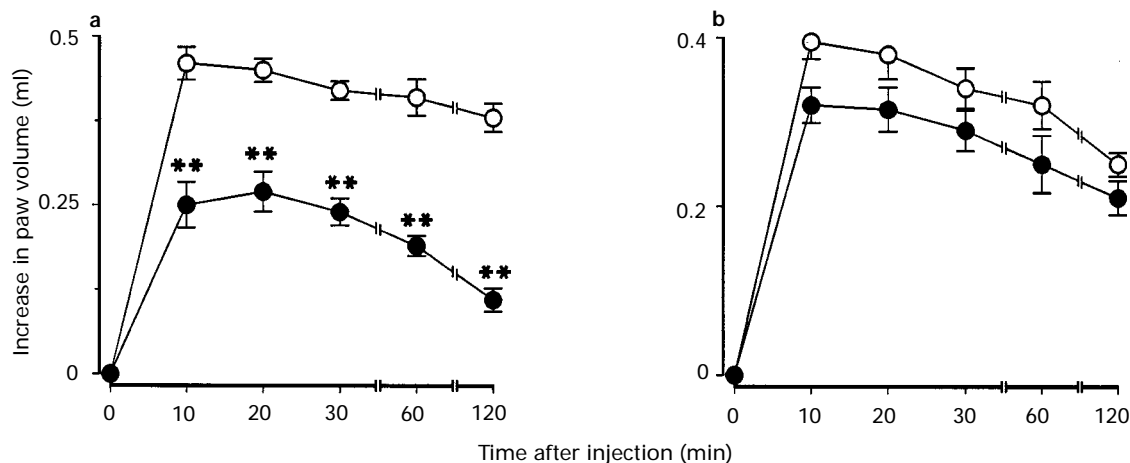 a
b
Increase in paw volume (ml)
0.5
0.25
0
** ** ** ** **
0 10 20 30 60 120
0.4
0.2
0
0 10 20 30 60 120
Time after injection (min)